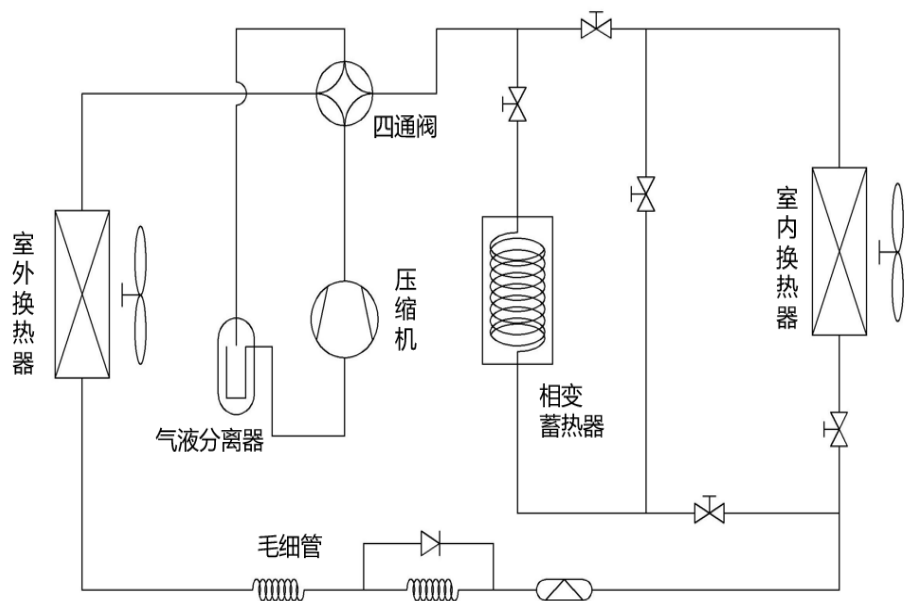 四通阀
室外换热器
压缩机
室内换热器
相变
蓄热器
气液分离器
毛细管